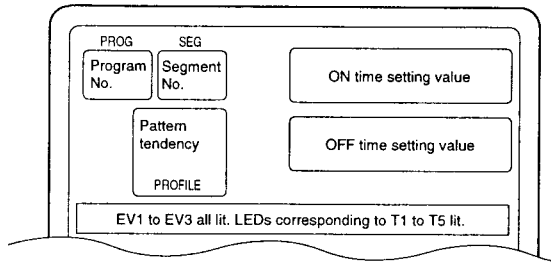 PROG SEG
Program No.
Segment No.
ON time setting value
Pattern tendency
OFF time setting value
PROFILE
EV1 to EV3 all lit. LEDs corresponding to T1 to T5 lit.